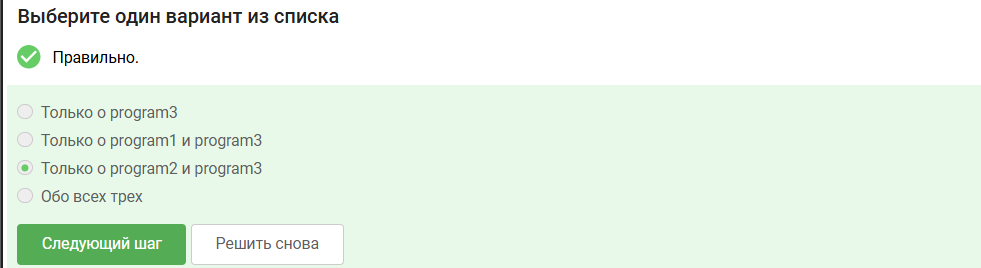 Выберите один вариант из списка
Правильно.
Только о program3
Только о program1 и program3
Только о program2 и program3
Обо всех трех
Следующий шаг Решить снова